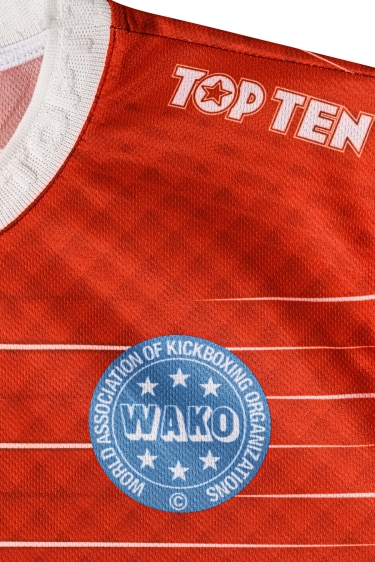 TOP TEN
WORLD ASSOCIATION OF KICKBOXING ORGANIZATIONS
WAKO
©